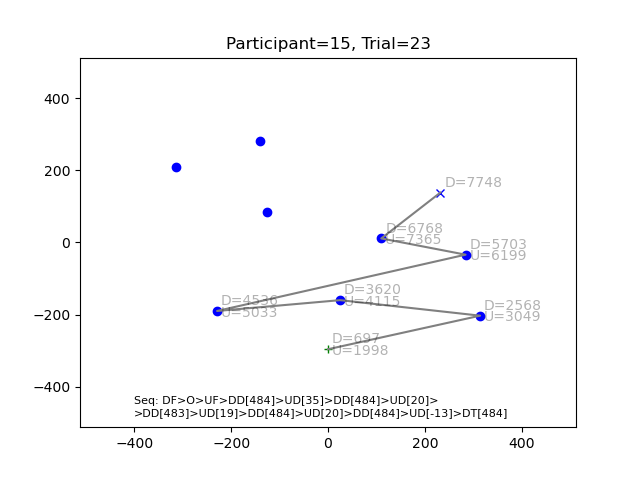 Participant=15, Trial=23
400
200
0
−200
−400
D=7748
D=6768
U=7365
D=5703
U=6199
D=4536
U=5033
D=3620
U=4115
D=2568
U=3049
D=697
U=1998
Seq: DF>O>UF>DD[484]>UD[35]>DD[484]>UD[20]>
>DD[483]>UD[19]>DD[484]>UD[20]>DD[484]>UD[-13]>DT[484]
−400 −200 0 200 400